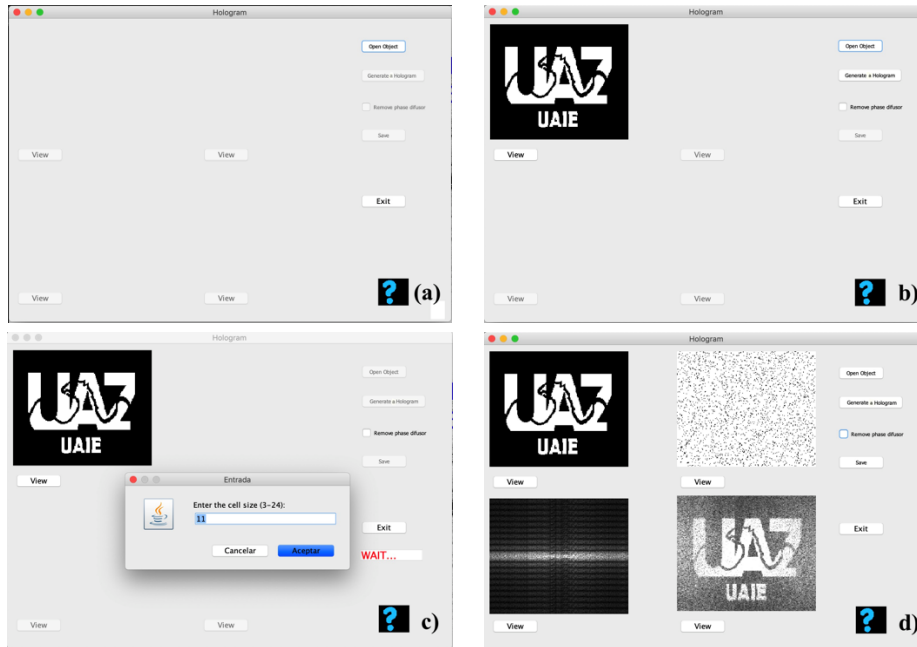 Hologram
Open Object
Generate a Hologram
Remove phase difusor
Save
View View
Exit
View View
? (a)
Hologram
UAZ
UAIE
Open Object
Generate a Hologram
Remove phase difusor
Save
View View
Exit
View View
? b)
Hologram
UAZ
UAIE
Open Object
Generate a Hologram
Remove phase difusor
Save
View
Entrada
Enter the cell size (3-24):
11
Cancelar Aceptar
Exit
WAIT...
View View
? c)
Hologram
UAZ
UAIE
Open Object
Generate a Hologram
Remove phase difusor
Save
View View
UAZ
UAIE
Exit
View View
? d)